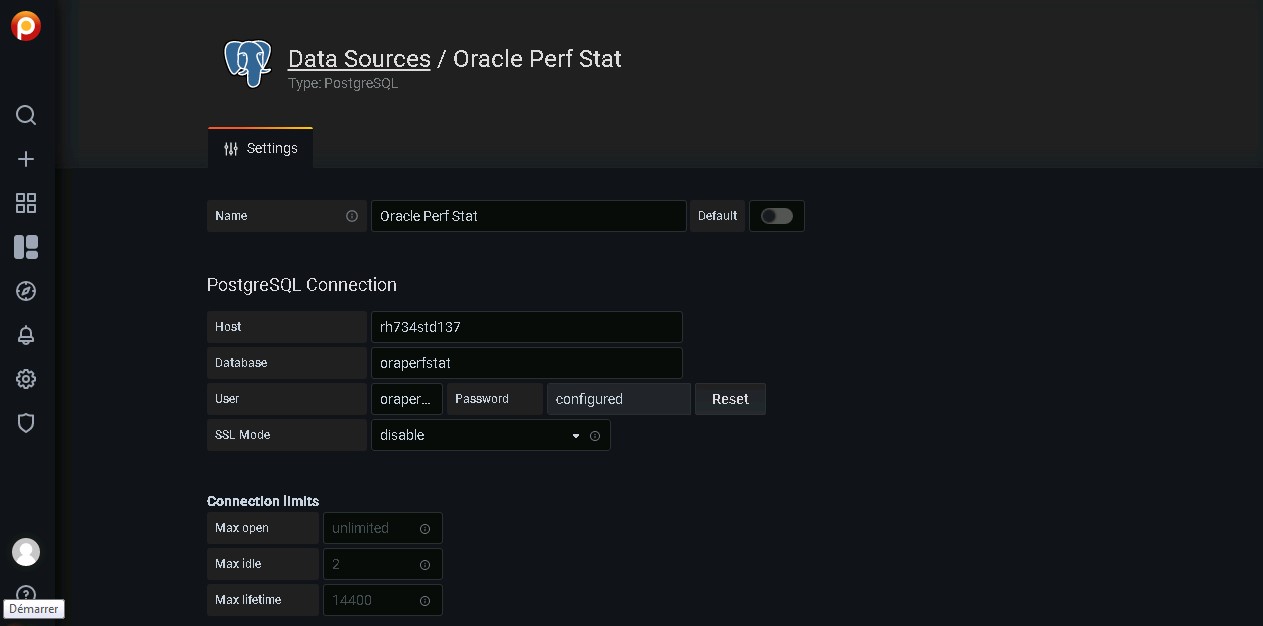 Data Sources / Oracle Perf Stat
Type: PostgreSQL
Settings
Name Oracle Perf Stat Default
PostgreSQL Connection
Host rh734std137
Database oraperfstat
User oraper... Password configured Reset
SSL Mode disable
Connection limits
Max open unlimited
Max idle 2
Max lifetime 14400
Démarrer